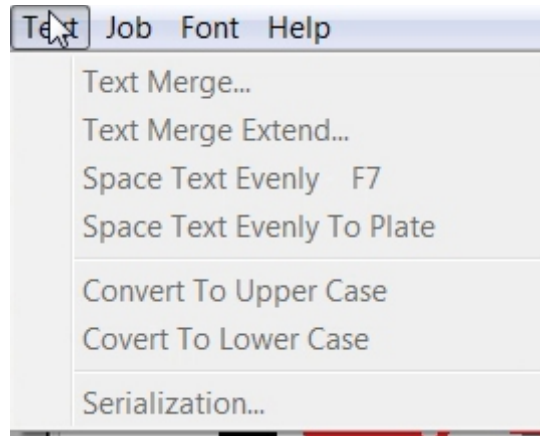 Text Job Font Help
Text Merge...
Text Merge Extend...
Space Text Evenly F7
Space Text Evenly To Plate
Convert To Upper Case
Covert To Lower Case
Serialization...